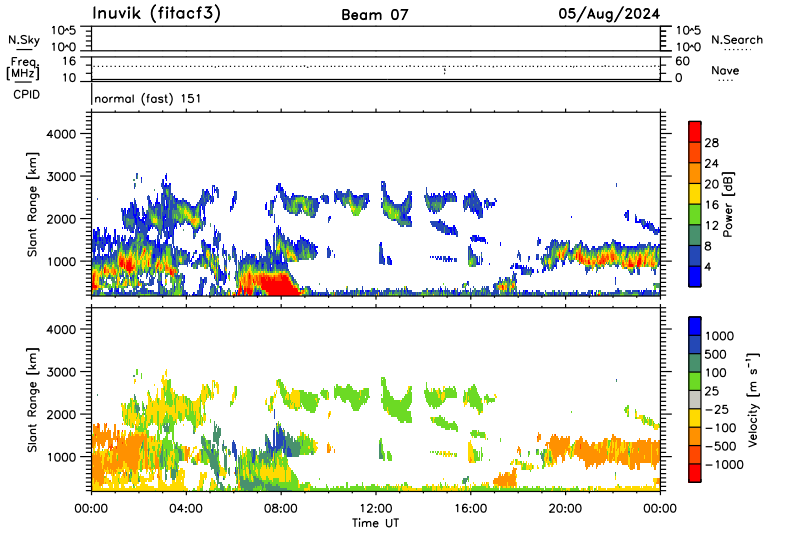 Inuvik (fitacf3) Beam 07 05/Aug/2024
N.Sky 10^5 10^0 10^5 10^0 N.Search
Freq. [MHz] 16 10 60 0 Nave
CPID normal (fast) 151
Slant Range [km] 4000 3000 2000 1000
28 24 20 16 12 8 4 Power [dB]
Slant Range [km] 4000 3000 2000 1000
1000 500 100 25 −25 −100 −500 −1000 Velocity [m s⁻¹]
00:00 04:00 08:00 12:00 16:00 20:00 00:00
Time UT